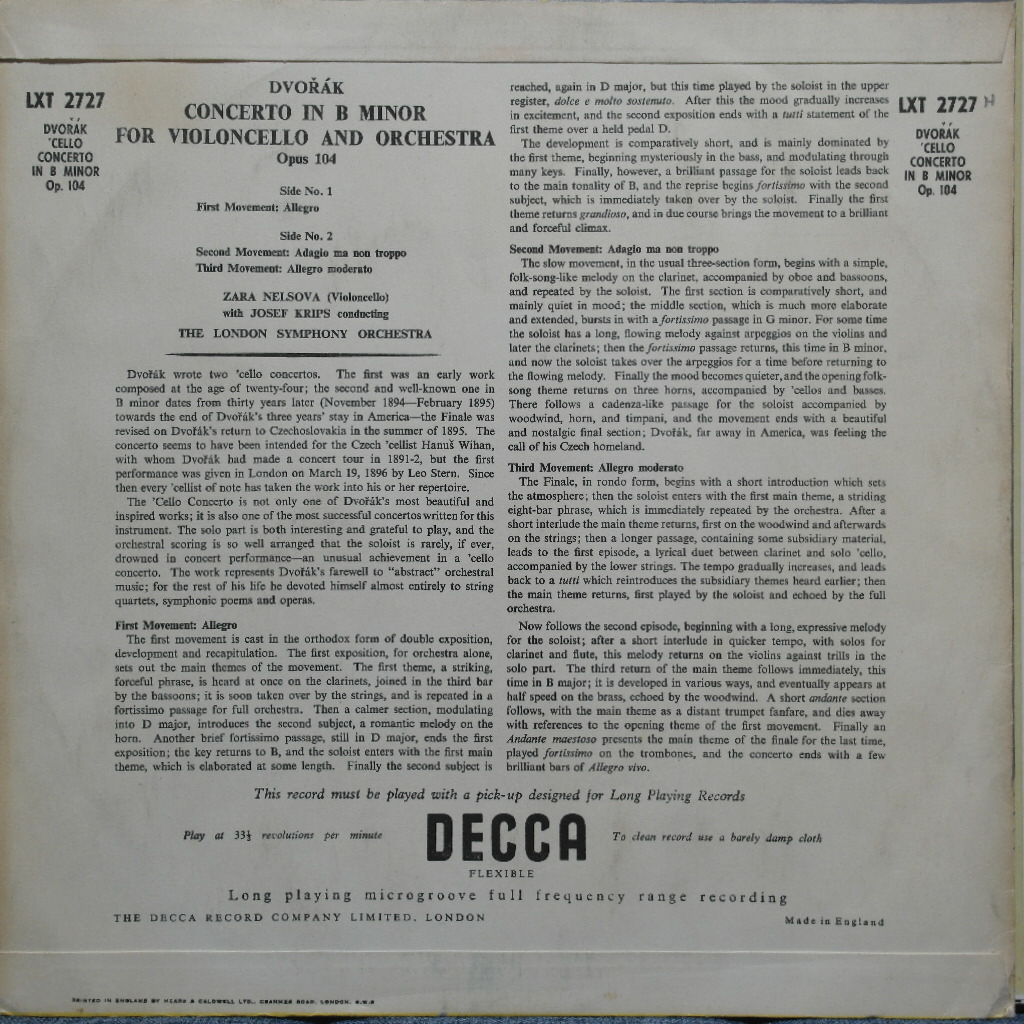 LXT 2727
DVOŘÁK
'CELLO
CONCERTO
IN B MINOR
Op. 104
DVOŘÁK
CONCERTO IN B MINOR
FOR VIOLONCELLO AND ORCHESTRA
Opus 104
Side No. 1
First Movement: Allegro
Side No. 2
Second Movement: Adagio ma non troppo
Third Movement: Allegro moderato
ZARA NELSOVA (Violoncello)
with JOSEF KRIPS conducting
THE LONDON SYMPHONY ORCHESTRA
Dvořák wrote two 'cello concertos. The first was an early work
composed at the age of twenty-four; the second and well-known one in
B minor dates from thirty years later (November 1894—February 1895)
towards the end of Dvořák's three years' stay in America—the Finale was
revised on Dvořák's return to Czechoslovakia in the summer of 1895. The
concerto seems to have been intended for the Czech 'cellist Hanuš Wihan,
with whom Dvořák had made a concert tour in 1891-2, but the first
performance was given in London on March 19, 1896 by Leo Stern. Since
then every 'cellist of note has taken the work into his or her repertoire.
The 'Cello Concerto is not only one of Dvořák's most beautiful and
inspired works; it is also one of the most successful concertos written for this
instrument. The solo part is both interesting and grateful to play, and the
orchestral scoring is so well arranged that the soloist is rarely, if ever,
drowned in concert performance—an unusual achievement in a 'cello
concerto. The work represents Dvořák's farewell to "abstract" orchestral
music; for the rest of his life he devoted himself almost entirely to string
quartets, symphonic poems and operas.
First Movement: Allegro
The first movement is cast in the orthodox form of double exposition,
development and recapitulation. The first exposition, for orchestra alone,
sets out the main themes of the movement. The first theme, a striking,
forceful phrase, is heard at once on the clarinets, joined in the third bar
by the bassoons; it is soon taken over by the strings, and is repeated in a
fortissimo passage for full orchestra. Then a calmer section, modulating
into D major, introduces the second subject, a romantic melody on the
horn. Another brief fortissimo passage, still in D major, ends the first
exposition; the key returns to B, and the soloist enters with the first main
theme, which is elaborated at some length. Finally the second subject is
reached, again in D major, but this time played by the soloist in the upper
register, dolce e molto sostenuto. After this the mood gradually increases
in excitement, and the second exposition ends with a tutti statement of the
first theme over a held pedal D.
The development is comparatively short, and is mainly dominated by
the first theme, beginning mysteriously in the bass, and modulating through
many keys. Finally, however, a brilliant passage for the soloist leads back
to the main tonality of B, and the reprise begins fortissimo with the second
subject, which is immediately taken over by the soloist. Finally the first
theme returns grandioso, and in due course brings the movement to a brilliant
and forceful climax.
Second Movement: Adagio ma non troppo
The slow movement, in the usual three-section form, begins with a simple,
folk-song-like melody on the clarinet, accompanied by oboe and bassoons,
and repeated by the soloist. The first section is comparatively short, and
mainly quiet in mood; the middle section, which is much more elaborate
and extended, bursts in with a fortissimo passage in G minor. For some time
the soloist has a long, flowing melody against arpeggios on the violins and
later the clarinets; then the fortissimo passage returns, this time in B minor,
and now the soloist takes over the arpeggios for a time before returning to
the flowing melody. Finally the mood becomes quieter, and the opening folk-
song theme returns on three horns, accompanied by 'cellos and basses.
There follows a cadenza-like passage for the soloist accompanied by
woodwind, horn, and timpani, and the movement ends with a beautiful
and nostalgic final section; Dvořák, far away in America, was feeling the
call of his Czech homeland.
Third Movement: Allegro moderato
The Finale, in rondo form, begins with a short introduction which sets
the atmosphere; then the soloist enters with the first main theme, a striding
eight-bar phrase, which is immediately repeated by the orchestra. After a
short interlude the main theme returns, first on the woodwind and afterwards
on the strings; then a longer passage, containing some subsidiary material,
leads to the first episode, a lyrical duet between clarinet and solo 'cello,
accompanied by the lower strings. The tempo gradually increases, and leads
back to a tutti which reintroduces the subsidiary themes heard earlier; then
the main theme returns, first played by the soloist and echoed by the full
orchestra.
Now follows the second episode, beginning with a long, expressive melody
for the soloist; after a short interlude in quicker tempo, with solos for
clarinet and flute, this melody returns on the violins against trills in the
solo part. The third return of the main theme follows immediately, this
time in B major; it is developed in various ways, and eventually appears at
half speed on the brass, echoed by the woodwind. A short andante section
follows, with the main theme as a distant trumpet fanfare, and dies away
with references to the opening theme of the first movement. Finally an
Andante maestoso presents the main theme of the finale for the last time,
played fortissimo on the trombones, and the concerto ends with a few
brilliant bars of Allegro vivo.
LXT 2727
DVOŘÁK
'CELLO
CONCERTO
IN B MINOR
Op. 104
This record must be played with a pick-up designed for Long Playing Records
Play at 33⅓ revolutions per minute
DECCA
To clean record use a barely damp cloth
FLEXIBLE
Long playing microgroove full frequency range recording
THE DECCA RECORD COMPANY LIMITED, LONDON
Made in England
PRINTED IN ENGLAND BY HEARS & CALDWELL LTD., CRANMER ROAD, LONDON, S.W.9